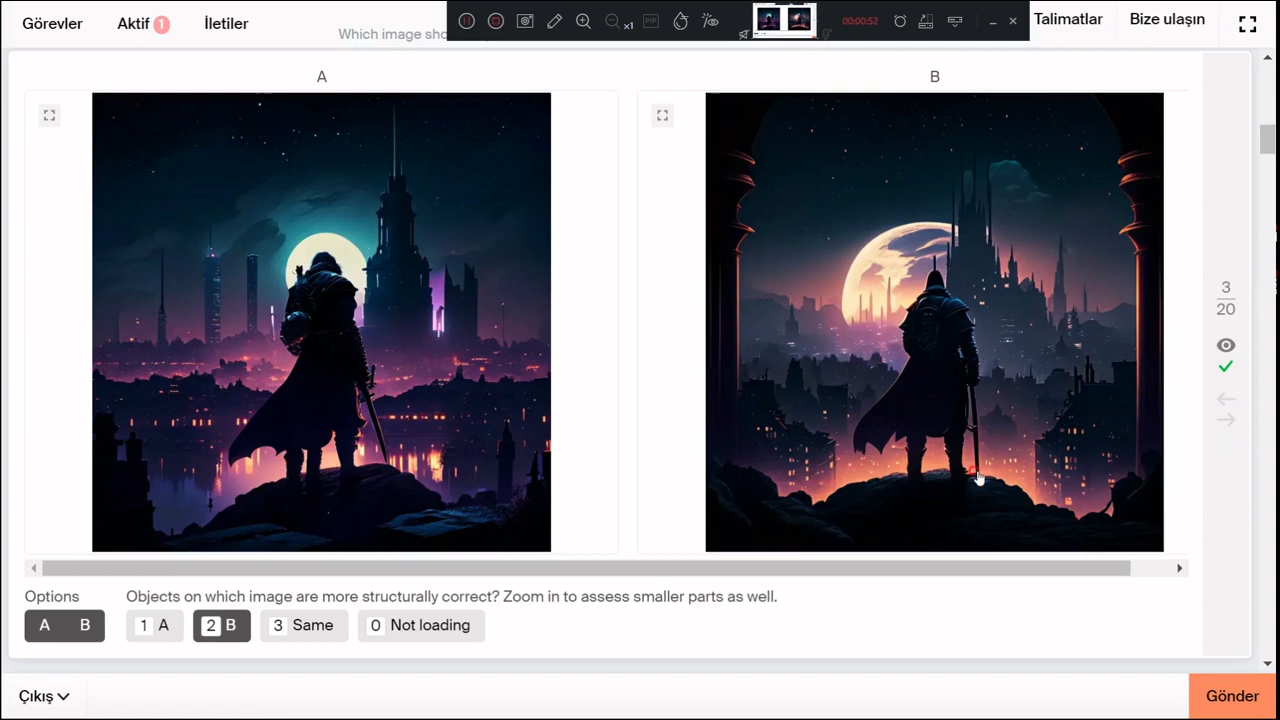 Görevler
Aktif 1
İletiler
Which image sho
x1
PIP
00:00:52
Talimatlar
Bize ulaşın
A
B
3
20
Options
Objects on which image are more structurally correct? Zoom in to assess smaller parts as well.
A B
1 A
2 B
3 Same
0 Not loading
Çıkış
Gönder